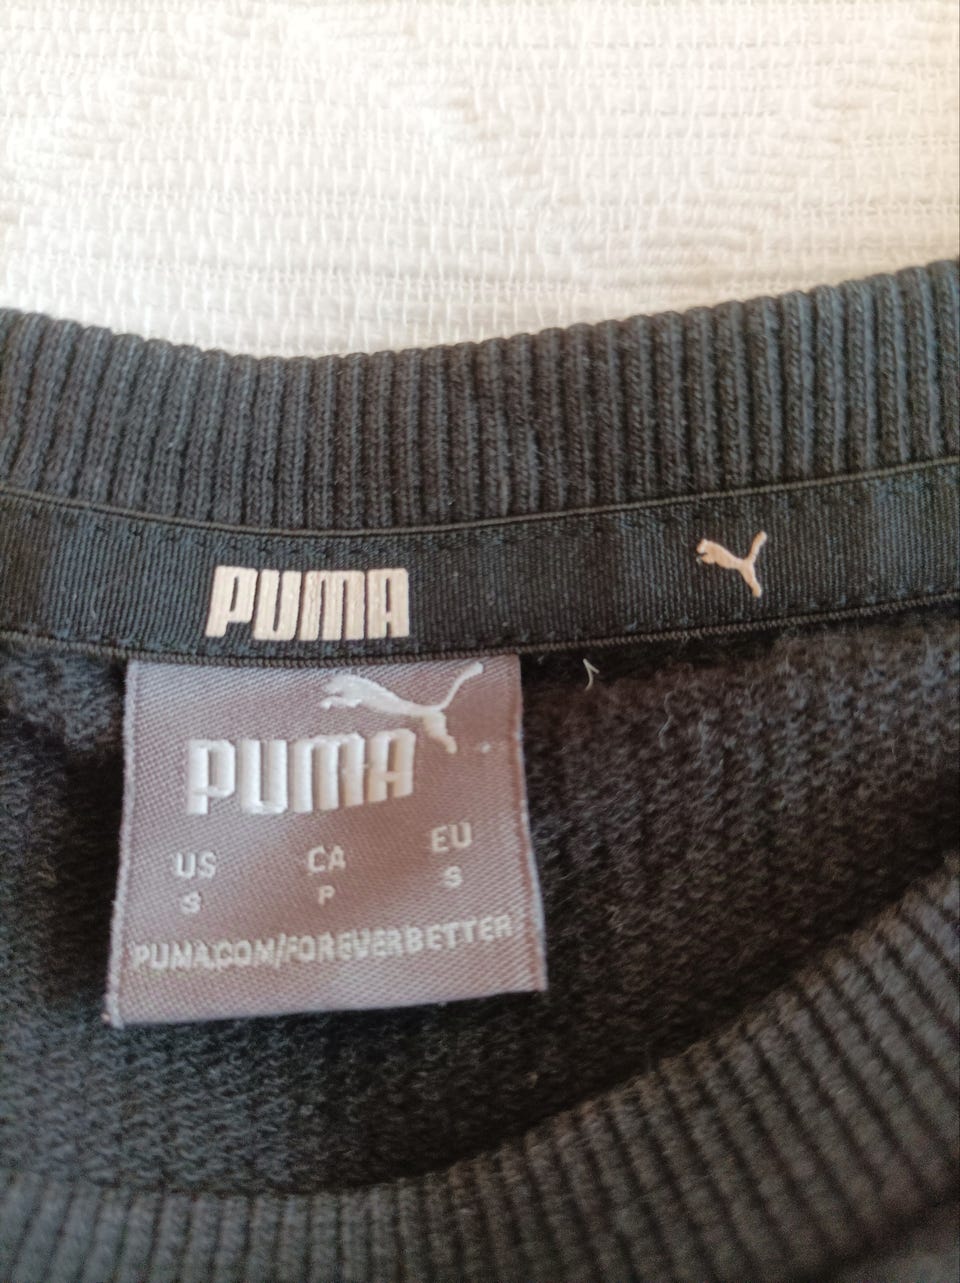 PUMA
PUMA
US CA EU
S P S
PUMA.COM/FOREVERBETTER